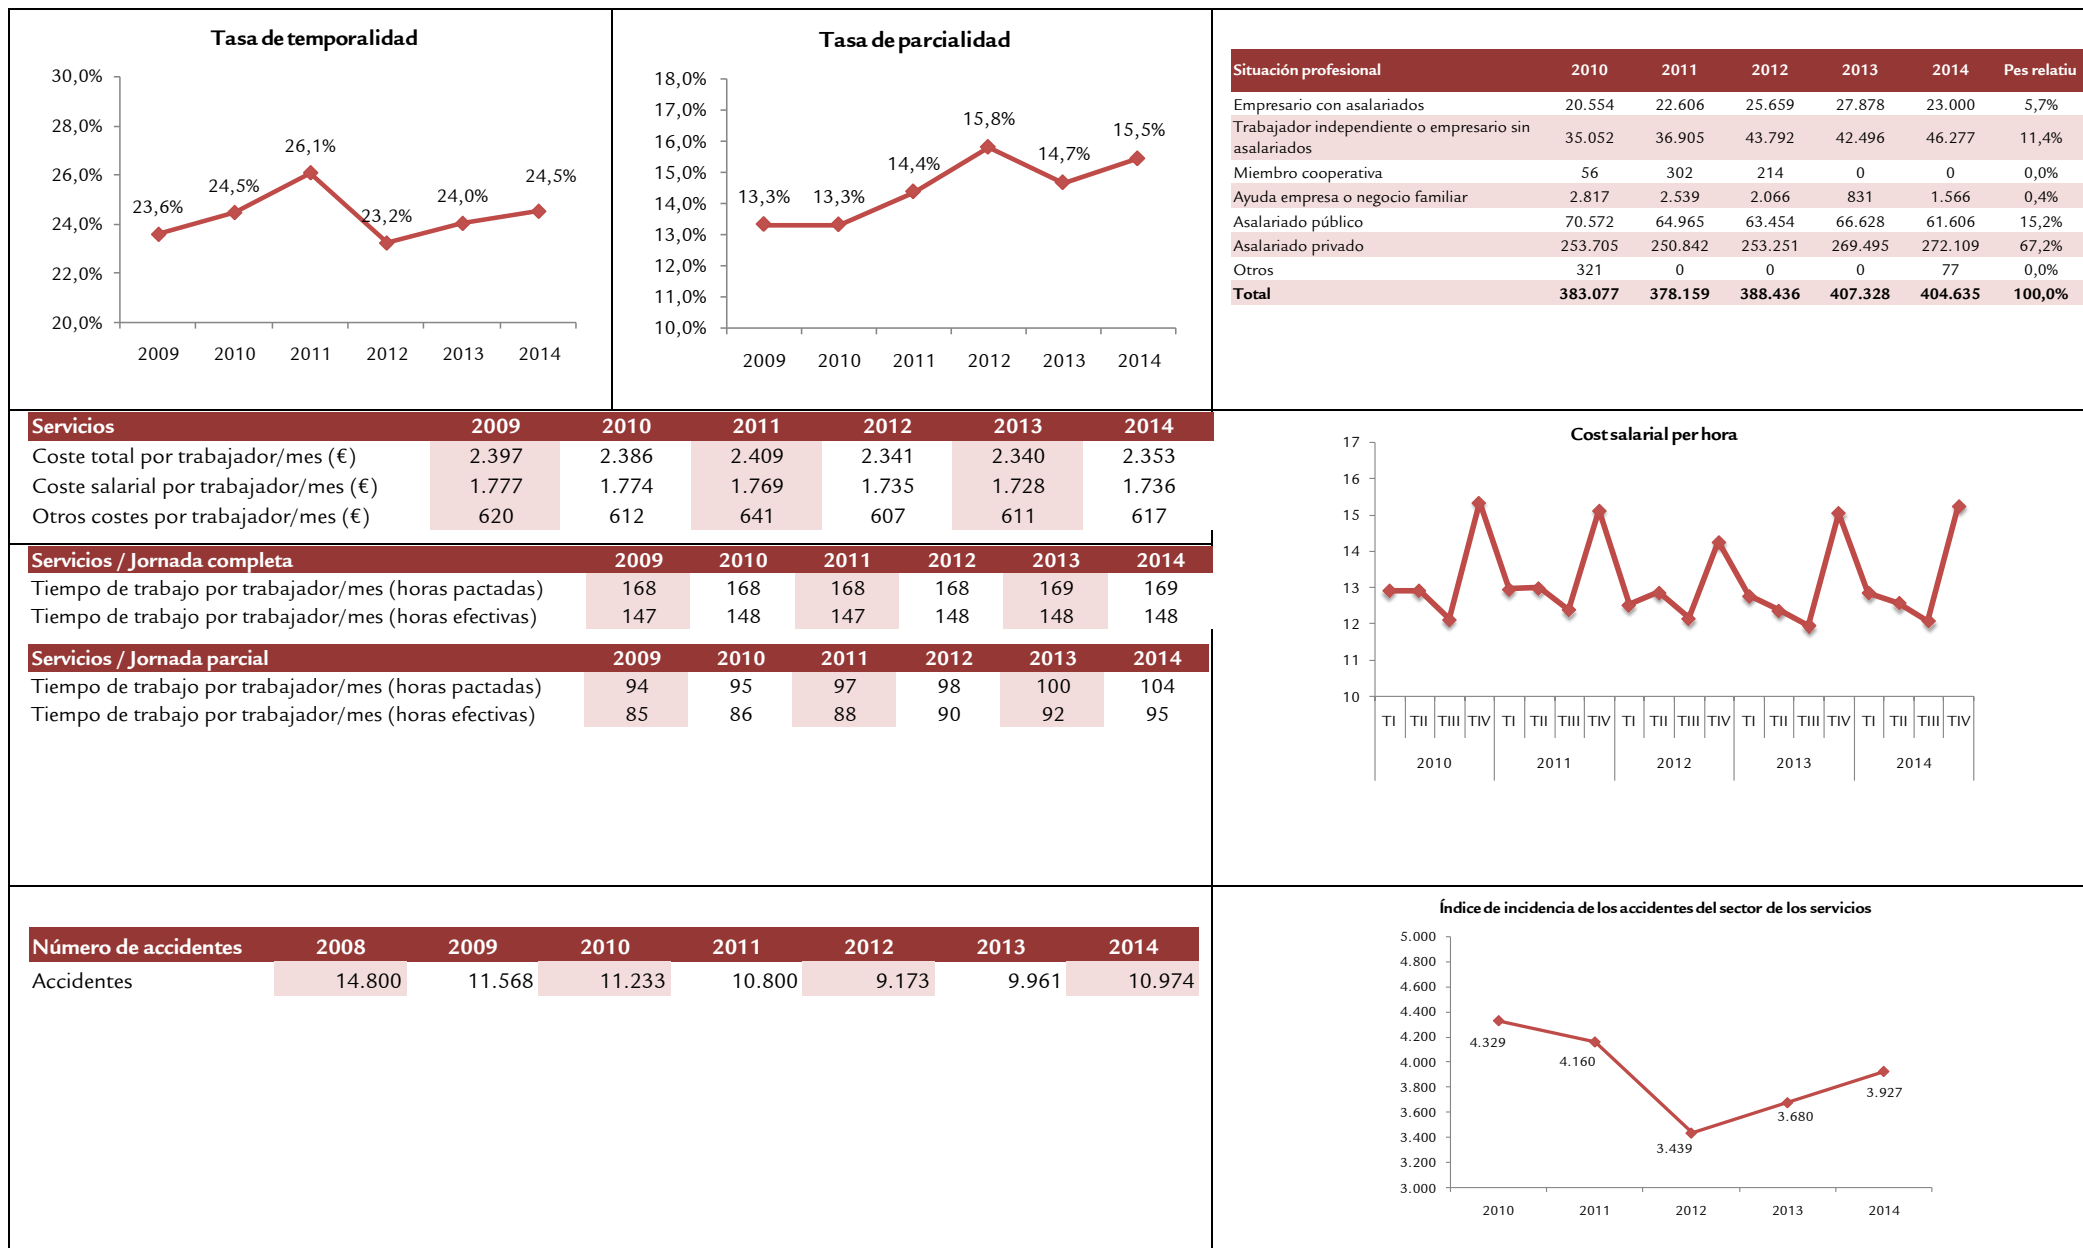 Tasa de temporalidad
30,0%
28,0%
26,0%
24,0%
22,0%
20,0%
23,6%
24,5%
26,1%
23,2%
24,0%
24,5%
2009 2010 2011 2012 2013 2014
Tasa de parcialidad
18,0%
17,0%
16,0%
15,0%
14,0%
13,0%
12,0%
11,0%
10,0%
13,3%
13,3%
14,4%
15,8%
14,7%
15,5%
2009 2010 2011 2012 2013 2014
Situación profesional 2010 2011 2012 2013 2014 Pes relatiu
Empresario con asalariados 20.554 22.606 25.659 27.878 23.000 5,7%
Trabajador independiente o empresario sin
asalariados 35.052 36.905 43.792 42.496 46.277 11,4%
Miembro cooperativa 56 302 214 0 0 0,0%
Ayuda empresa o negocio familiar 2.817 2.539 2.066 831 1.566 0,4%
Asalariado público 70.572 64.965 63.454 66.628 61.606 15,2%
Asalariado privado 253.705 250.842 253.251 269.495 272.109 67,2%
Otros 321 0 0 0 77 0,0%
Total 383.077 378.159 388.436 407.328 404.635 100,0%
Servicios 2009 2010 2011 2012 2013 2014
Coste total por trabajador/mes (€) 2.397 2.386 2.409 2.341 2.340 2.353
Coste salarial por trabajador/mes (€) 1.777 1.774 1.769 1.735 1.728 1.736
Otros costes por trabajador/mes (€) 620 612 641 607 611 617
Servicios / Jornada completa 2009 2010 2011 2012 2013 2014
Tiempo de trabajo por trabajador/mes (horas pactadas) 168 168 168 168 169 169
Tiempo de trabajo por trabajador/mes (horas efectivas) 147 148 147 148 148 148
Servicios / Jornada parcial 2009 2010 2011 2012 2013 2014
Tiempo de trabajo por trabajador/mes (horas pactadas) 94 95 97 98 100 104
Tiempo de trabajo por trabajador/mes (horas efectivas) 85 86 88 90 92 95
Cost salarial per hora
17
16
15
14
13
12
11
10
TI TII TIII TIV TI TII TIII TIV TI TII TIII TIV TI TII TIII TIV TI TII TIII TIV
2010 2011 2012 2013 2014
Número de accidentes 2008 2009 2010 2011 2012 2013 2014
Accidentes 14.800 11.568 11.233 10.800 9.173 9.961 10.974
Índice de incidencia de los accidentes del sector de los servicios
5.000
4.800
4.600
4.400
4.200
4.000
3.800
3.600
3.400
3.200
3.000
4.329
4.160
3.439
3.680
3.927
2010 2011 2012 2013 2014